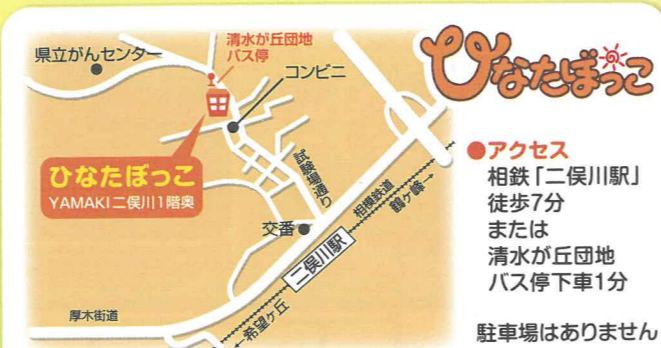 県立がんセンター
清水が丘団地
バス停
コンビニ
ひなたぼっこ
YAMAKI二俣川1階奥
試験場通り
相模鉄道
鶴ヶ峰→
交番
二俣川駅
厚木街道
←希望ヶ丘
ひなたぼっこ
●アクセス
相鉄「二俣川駅」
徒歩7分
または
清水が丘団地
バス停下車1分
駐車場はありません